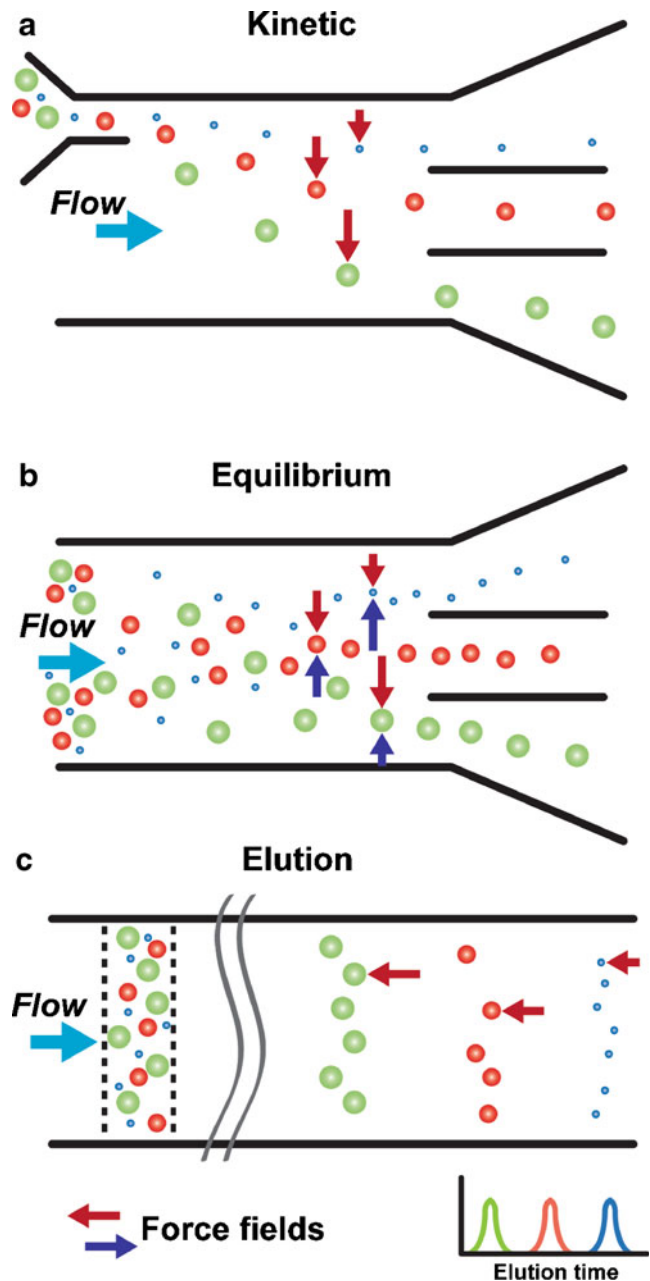 a
Kinetic
Flow
b
Equilibrium
Flow
c
Elution
Flow
Force fields
Elution time